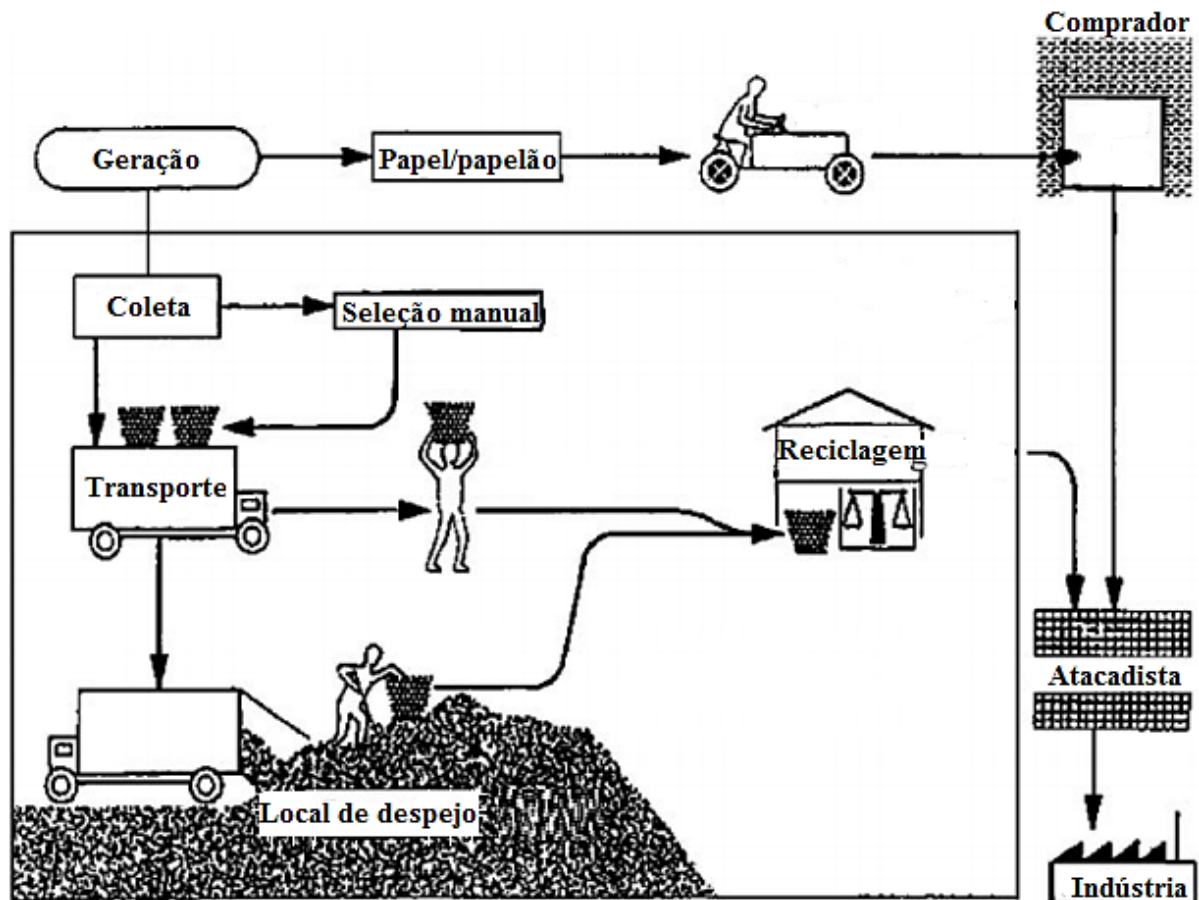 Comprador
Geração
Papel/papelão
Coleta
Seleção manual
Reciclagem
Transporte
Atacadista
Local de despejo
Indústria